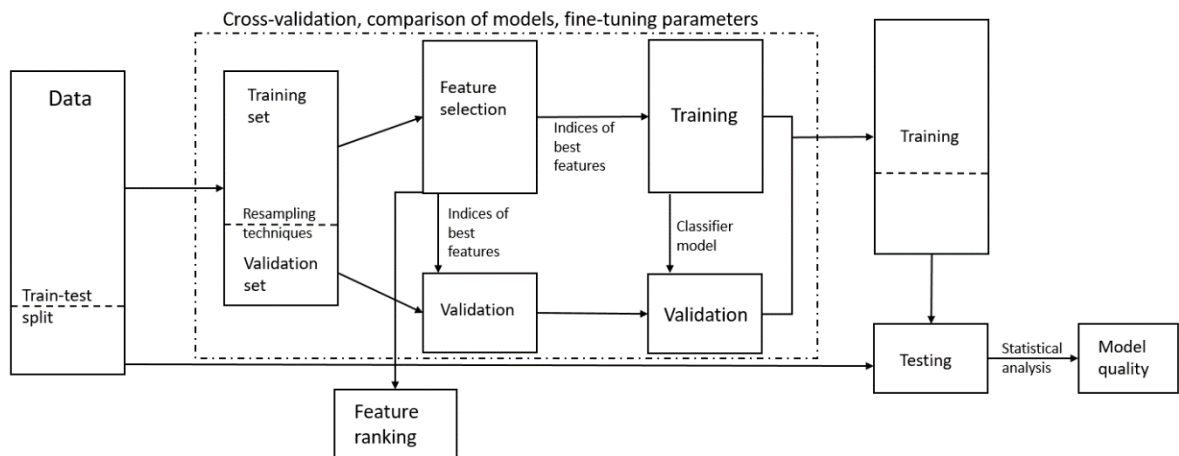 Cross-validation, comparison of models, fine-tuning parameters
Data
Train-test
split
Training
set
Resampling
techniques
Validation
set
Feature
selection
Indices of
best
features
Indices of
best
features
Validation
Training
Classifier
model
Validation
Training
Testing
Statistical
analysis
Model
quality
Feature
ranking